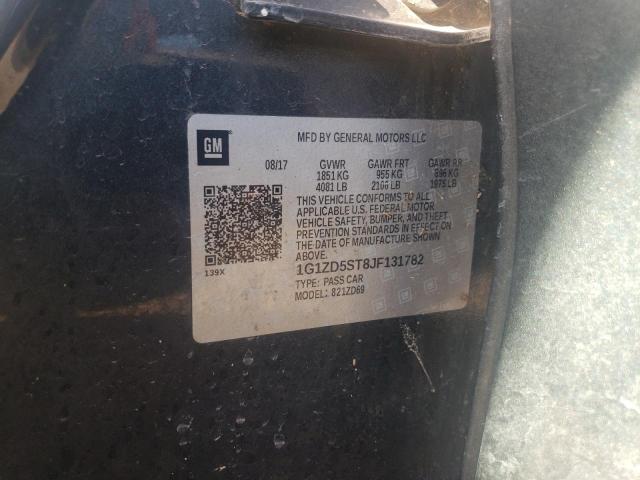 GM
MFD BY GENERAL MOTORS LLC
08/17 GVWR GAWR FRT GAWR RR
1851 KG 955 KG 896 KG
4081 LB 2106 LB 1975 LB
THIS VEHICLE CONFORMS TO ALL
APPLICABLE U.S. FEDERAL MOTOR
VEHICLE SAFETY, BUMPER, AND THEFT
PREVENTION STANDARDS IN EFFECT ON
THE DATE OF MANUFACTURE SHOWN
ABOVE.
139X
1G1ZD5ST8JF131782
TYPE: PASS CAR
MODEL: 821ZD69